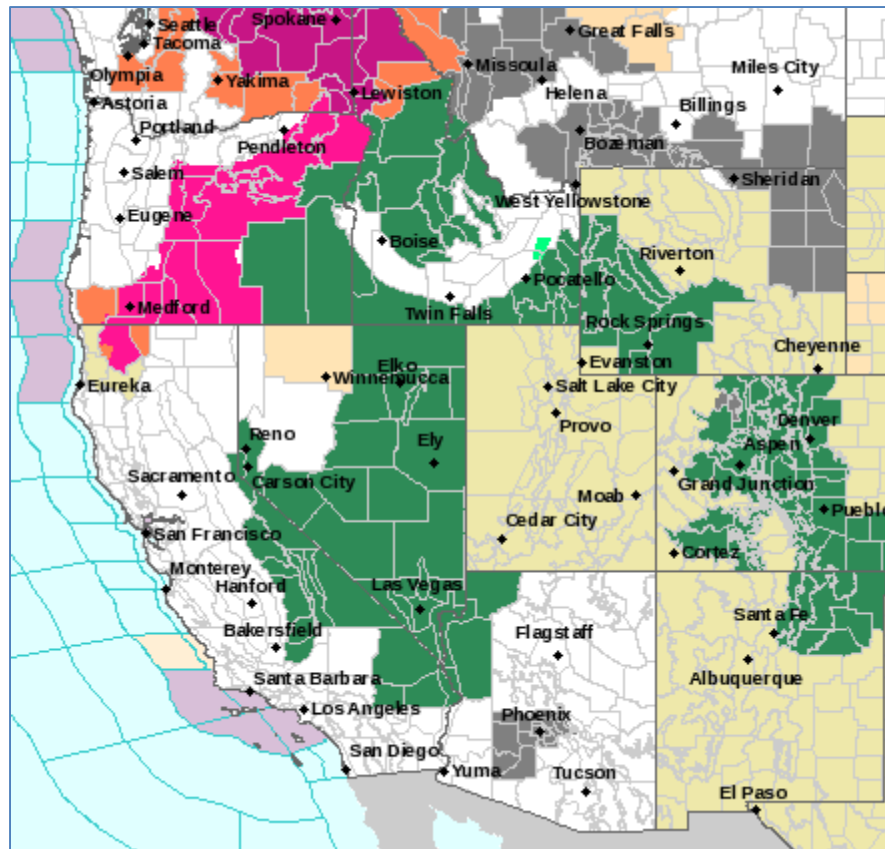 Seattle
Spokane
Tacoma
Great Falls
Missoula
Olympia
Yakima
Miles City
Lewiston
Helena
Astoria
Billings
Portland
Bozeman
Pendleton
Salem
Sheridan
West Yellowstone
Eugene
Boise
Riverton
Pocatello
Medford
Twin Falls
Rock Springs
Cheyenne
Evanston
Elko
Winnemucca
Eureka
Salt Lake City
Provo
Denver
Reno
Ely
Aspen
Sacramento
Carson City
Grand Junction
Moab
Pueblo
San Francisco
Cedar City
Cortez
Monterey
Hanford
Las Vegas
Santa Fe
Bakersfield
Flagstaff
Albuquerque
Santa Barbara
Los Angeles
Phoenix
San Diego
Yuma
Tucson
El Paso